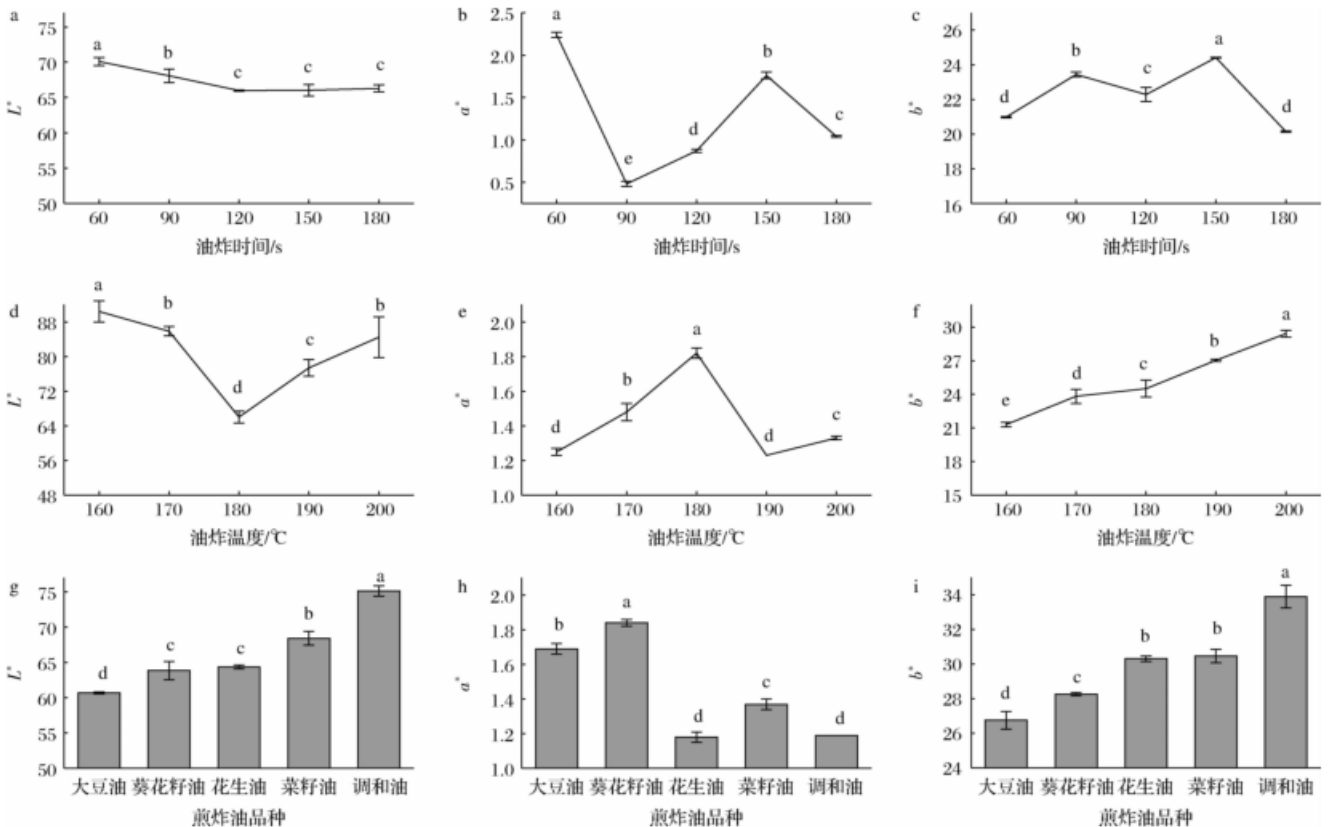 a
75
70
65
60
55
50
L*
a
b
c
c
c
60 90 120 150 180
油炸时间/s
b
2.5
2.0
1.5
1.0
0.5
a*
a
e
d
b
c
60 90 120 150 180
油炸时间/s
c
28
26
24
22
20
18
16
b*
d
b
c
a
d
60 90 120 150 180
油炸时间/s
d
88
80
72
64
56
48
L*
a
b
d
c
b
160 170 180 190 200
油炸温度/℃
e
2.0
1.8
1.6
1.4
1.2
1.0
a*
d
b
a
d
c
160 170 180 190 200
油炸温度/℃
f
30
27
24
21
18
15
b*
e
d
c
b
a
160 170 180 190 200
油炸温度/℃
g
75
70
65
60
55
50
L*
d
c
c
b
a
大豆油 葵花籽油 花生油 菜籽油 调和油
煎炸油品种
h
2.0
1.8
1.6
1.4
1.2
1.0
a*
b
a
d
c
d
大豆油 葵花籽油 花生油 菜籽油 调和油
煎炸油品种
i
34
32
30
28
26
24
b*
d
c
b
b
a
大豆油 葵花籽油 花生油 菜籽油 调和油
煎炸油品种